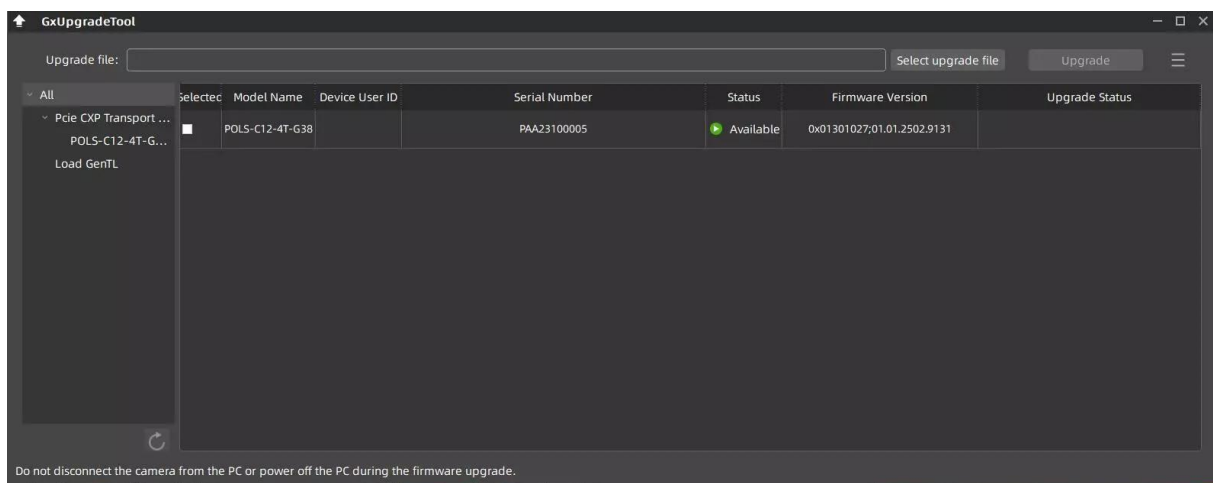 GxUpgradeTool
Upgrade file: Select upgrade file Upgrade
All
Pcie CXP Transport ...
POLS-C12-4T-G...
Load GenTL
Selected Model Name Device User ID Serial Number Status Firmware Version Upgrade Status
POLS-C12-4T-G38 PAA23100005 Available 0x01301027;01.01.2502.9131
Do not disconnect the camera from the PC or power off the PC during the firmware upgrade.